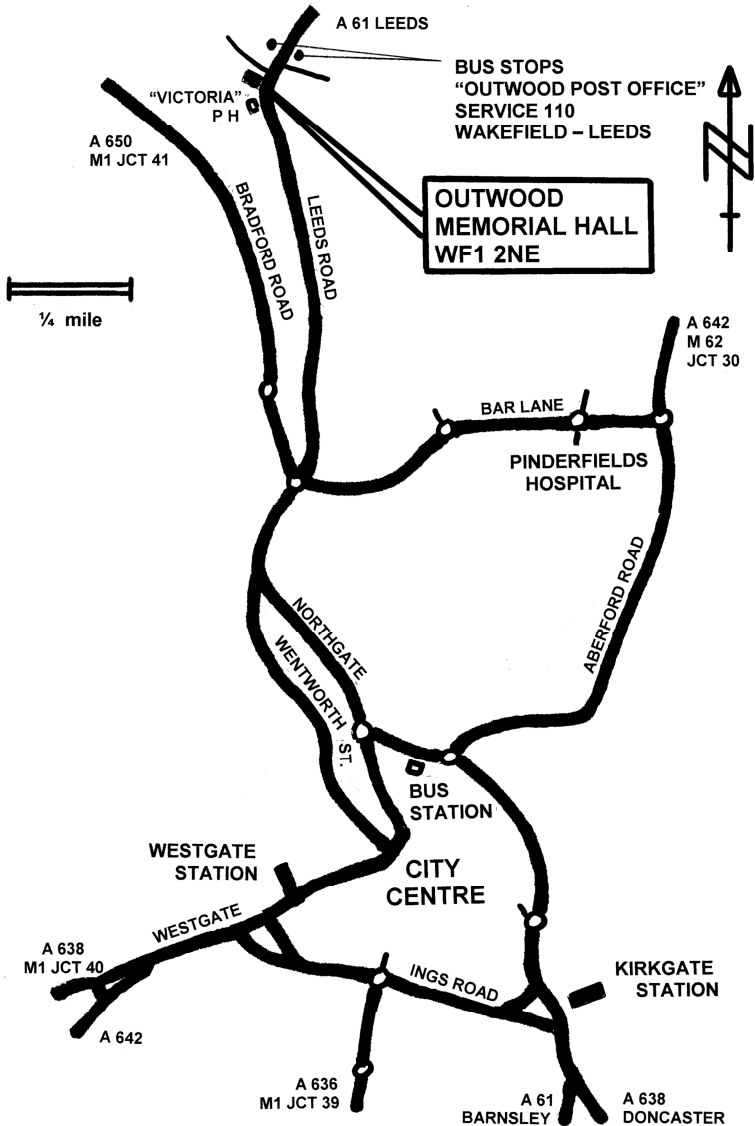 A 61 LEEDS
BUS STOPS
“OUTWOOD POST OFFICE”
SERVICE 110
WAKEFIELD – LEEDS
“VICTORIA”
P H
A 650
M1 JCT 41
OUTWOOD
MEMORIAL HALL
WF1 2NE
BRADFORD ROAD
LEEDS ROAD
N
¼ mile
A 642
M 62
JCT 30
BAR LANE
PINDERFIELDS
HOSPITAL
ABERFORD ROAD
NORTHGATE
WENTWORTH ST.
BUS
STATION
WESTGATE
STATION
CITY
CENTRE
WESTGATE
A 638
M1 JCT 40
A 642
INGS ROAD
KIRKGATE
STATION
A 636
M1 JCT 39
A 61
BARNSLEY
A 638
DONCASTER